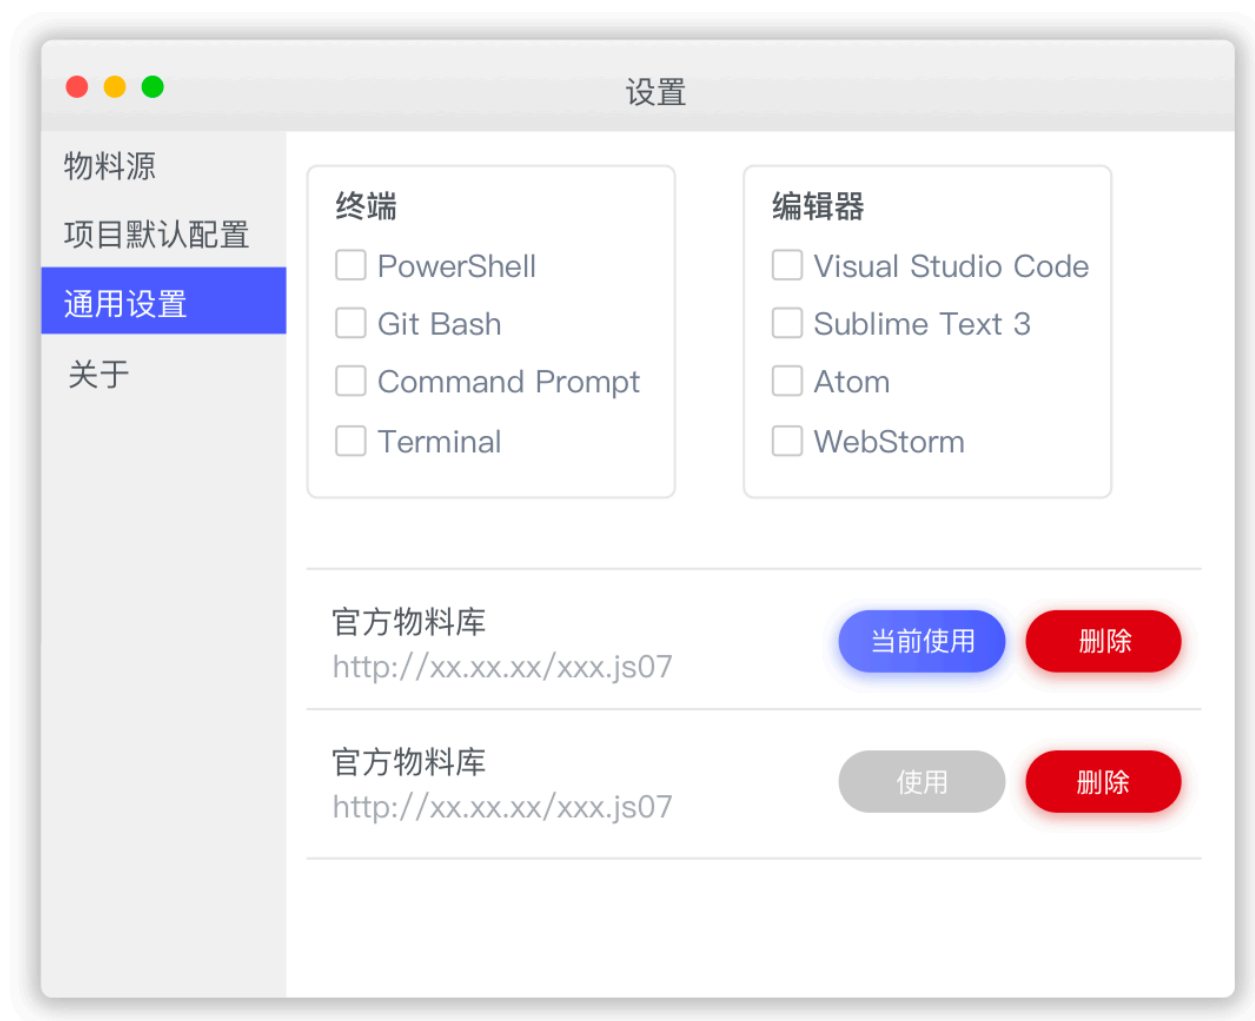 设置
物料源
项目默认配置
通用设置
关于
终端
PowerShell
Git Bash
Command Prompt
Terminal
编辑器
Visual Studio Code
Sublime Text 3
Atom
WebStorm
官方物料库
http://xx.xx.xx/xxx.js07
当前使用
删除
官方物料库
http://xx.xx.xx/xxx.js07
使用
删除